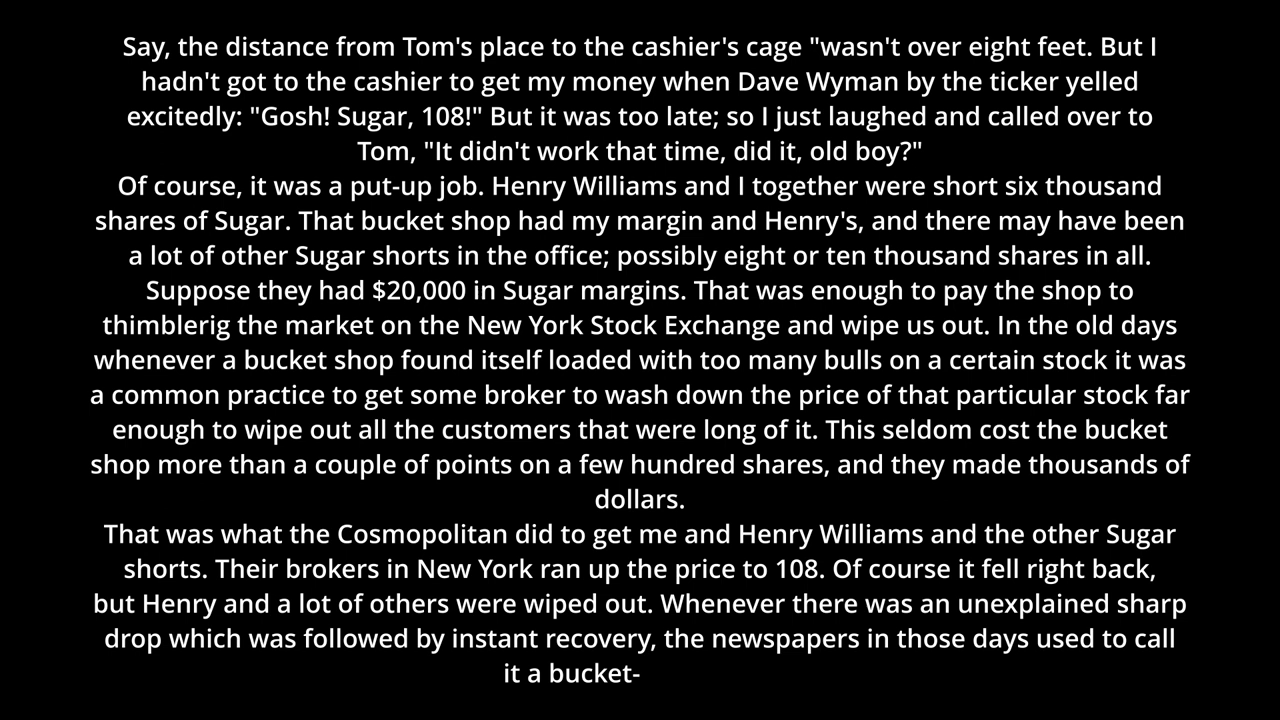 Say, the distance from Tom's place to the cashier's cage "wasn't over eight feet. But I
hadn't got to the cashier to get my money when Dave Wyman by the ticker yelled
excitedly: "Gosh! Sugar, 108!" But it was too late; so I just laughed and called over to
Tom, "It didn't work that time, did it, old boy?"
Of course, it was a put-up job. Henry Williams and I together were short six thousand
shares of Sugar. That bucket shop had my margin and Henry's, and there may have been
a lot of other Sugar shorts in the office; possibly eight or ten thousand shares in all.
Suppose they had $20,000 in Sugar margins. That was enough to pay the shop to
thimblerig the market on the New York Stock Exchange and wipe us out. In the old days
whenever a bucket shop found itself loaded with too many bulls on a certain stock it was
a common practice to get some broker to wash down the price of that particular stock far
enough to wipe out all the customers that were long of it. This seldom cost the bucket
shop more than a couple of points on a few hundred shares, and they made thousands of
dollars.
That was what the Cosmopolitan did to get me and Henry Williams and the other Sugar
shorts. Their brokers in New York ran up the price to 108. Of course it fell right back,
but Henry and a lot of others were wiped out. Whenever there was an unexplained sharp
drop which was followed by instant recovery, the newspapers in those days used to call
it a bucket-